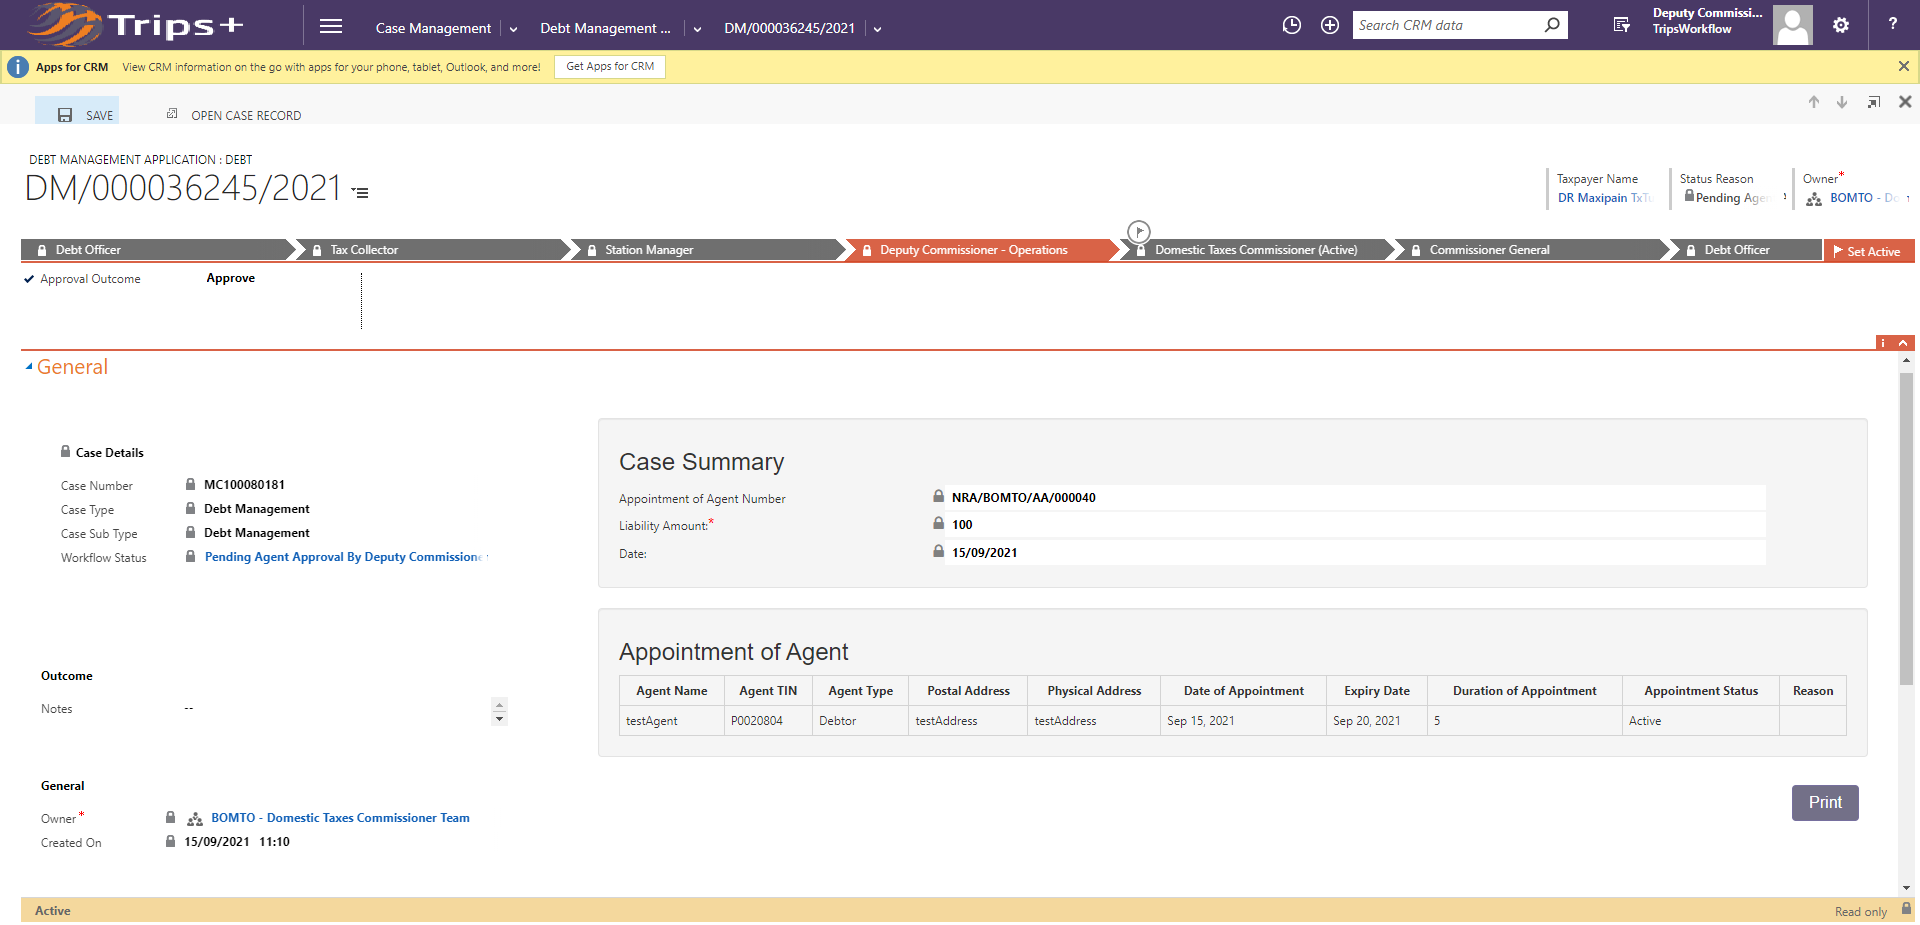 Trips+
Case Management
Debt Management ...
DM/000036245/2021
Search CRM data
Deputy Commissi...
TripsWorkflow
?
Apps for CRM View CRM information on the go with apps for your phone, tablet, Outlook, and more! Get Apps for CRM
SAVE
OPEN CASE RECORD
DEBT MANAGEMENT APPLICATION : DEBT
DM/000036245/2021
Taxpayer Name
DR Maxipain TxTu
Status Reason
Pending Agen
Owner*
BOMTO - Do
Debt Officer
Tax Collector
Station Manager
Deputy Commissioner - Operations
Domestic Taxes Commissioner (Active)
Commissioner General
Debt Officer
Set Active
Approval Outcome Approve
General
Case Details
Case Number MC100080181
Case Type Debt Management
Case Sub Type Debt Management
Workflow Status Pending Agent Approval By Deputy Commissione
Outcome
Notes --
General
Owner* BOMTO - Domestic Taxes Commissioner Team
Created On 15/09/2021 11:10
Case Summary
Appointment of Agent Number NRA/BOMTO/AA/000040
Liability Amount:* 100
Date: 15/09/2021
Appointment of Agent
Agent Name Agent TIN Agent Type Postal Address Physical Address Date of Appointment Expiry Date Duration of Appointment Appointment Status Reason
testAgent P0020804 Debtor testAddress testAddress Sep 15, 2021 Sep 20, 2021 5 Active
Print
Active
Read only